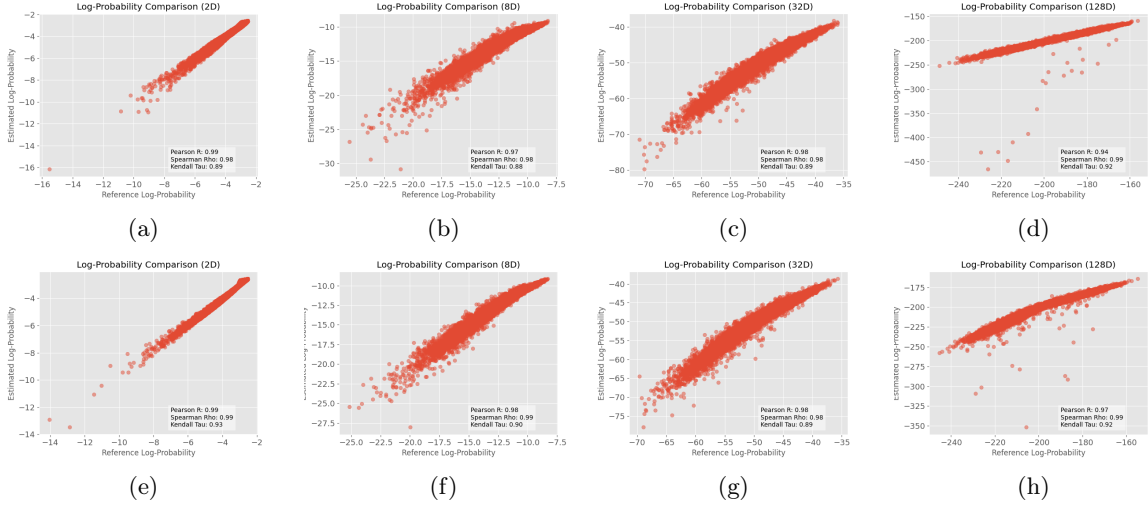 Log-Probability Comparison (2D)
Estimated Log-Probability
−2
−4
−6
−8
−10
−12
−14
−16
−16
−14
−12
−10
−8
−6
−4
−2
Reference Log-Probability
Pearson R: 0.99
Spearman Rho: 0.98
Kendall Tau: 0.89
(a)
Log-Probability Comparison (8D)
Estimated Log-Probability
−10
−15
−20
−25
−30
−25.0
−22.5
−20.0
−17.5
−15.0
−12.5
−10.0
−7.5
Reference Log-Probability
Pearson R: 0.97
Spearman Rho: 0.98
Kendall Tau: 0.88
(b)
Log-Probability Comparison (32D)
Estimated Log-Probability
−40
−50
−60
−70
−80
−70
−65
−60
−55
−50
−45
−40
−35
Reference Log-Probability
Pearson R: 0.98
Spearman Rho: 0.98
Kendall Tau: 0.89
(c)
Log-Probability Comparison (128D)
Estimated Log-Probability
−150
−200
−250
−300
−350
−400
−450
−240
−220
−200
−180
−160
Reference Log-Probability
Pearson R: 0.94
Spearman Rho: 0.99
Kendall Tau: 0.92
(d)
Log-Probability Comparison (2D)
Estimated Log-Probability
−4
−6
−8
−10
−12
−14
−14
−12
−10
−8
−6
−4
−2
Reference Log-Probability
Pearson R: 0.99
Spearman Rho: 0.99
Kendall Tau: 0.93
(e)
Log-Probability Comparison (8D)
Estimated Log-Probability
−10.0
−12.5
−15.0
−17.5
−20.0
−22.5
−25.0
−27.5
−25.0
−22.5
−20.0
−17.5
−15.0
−12.5
−10.0
−7.5
Reference Log-Probability
Pearson R: 0.98
Spearman Rho: 0.99
Kendall Tau: 0.90
(f)
Log-Probability Comparison (32D)
Estimated Log-Probability
−40
−45
−50
−55
−60
−65
−70
−75
−70
−65
−60
−55
−50
−45
−40
−35
Reference Log-Probability
Pearson R: 0.98
Spearman Rho: 0.98
Kendall Tau: 0.89
(g)
Log-Probability Comparison (128D)
Estimated Log-Probability
−175
−200
−225
−250
−275
−300
−325
−350
−240
−220
−200
−180
−160
Reference Log-Probability
Pearson R: 0.97
Spearman Rho: 0.99
Kendall Tau: 0.92
(h)